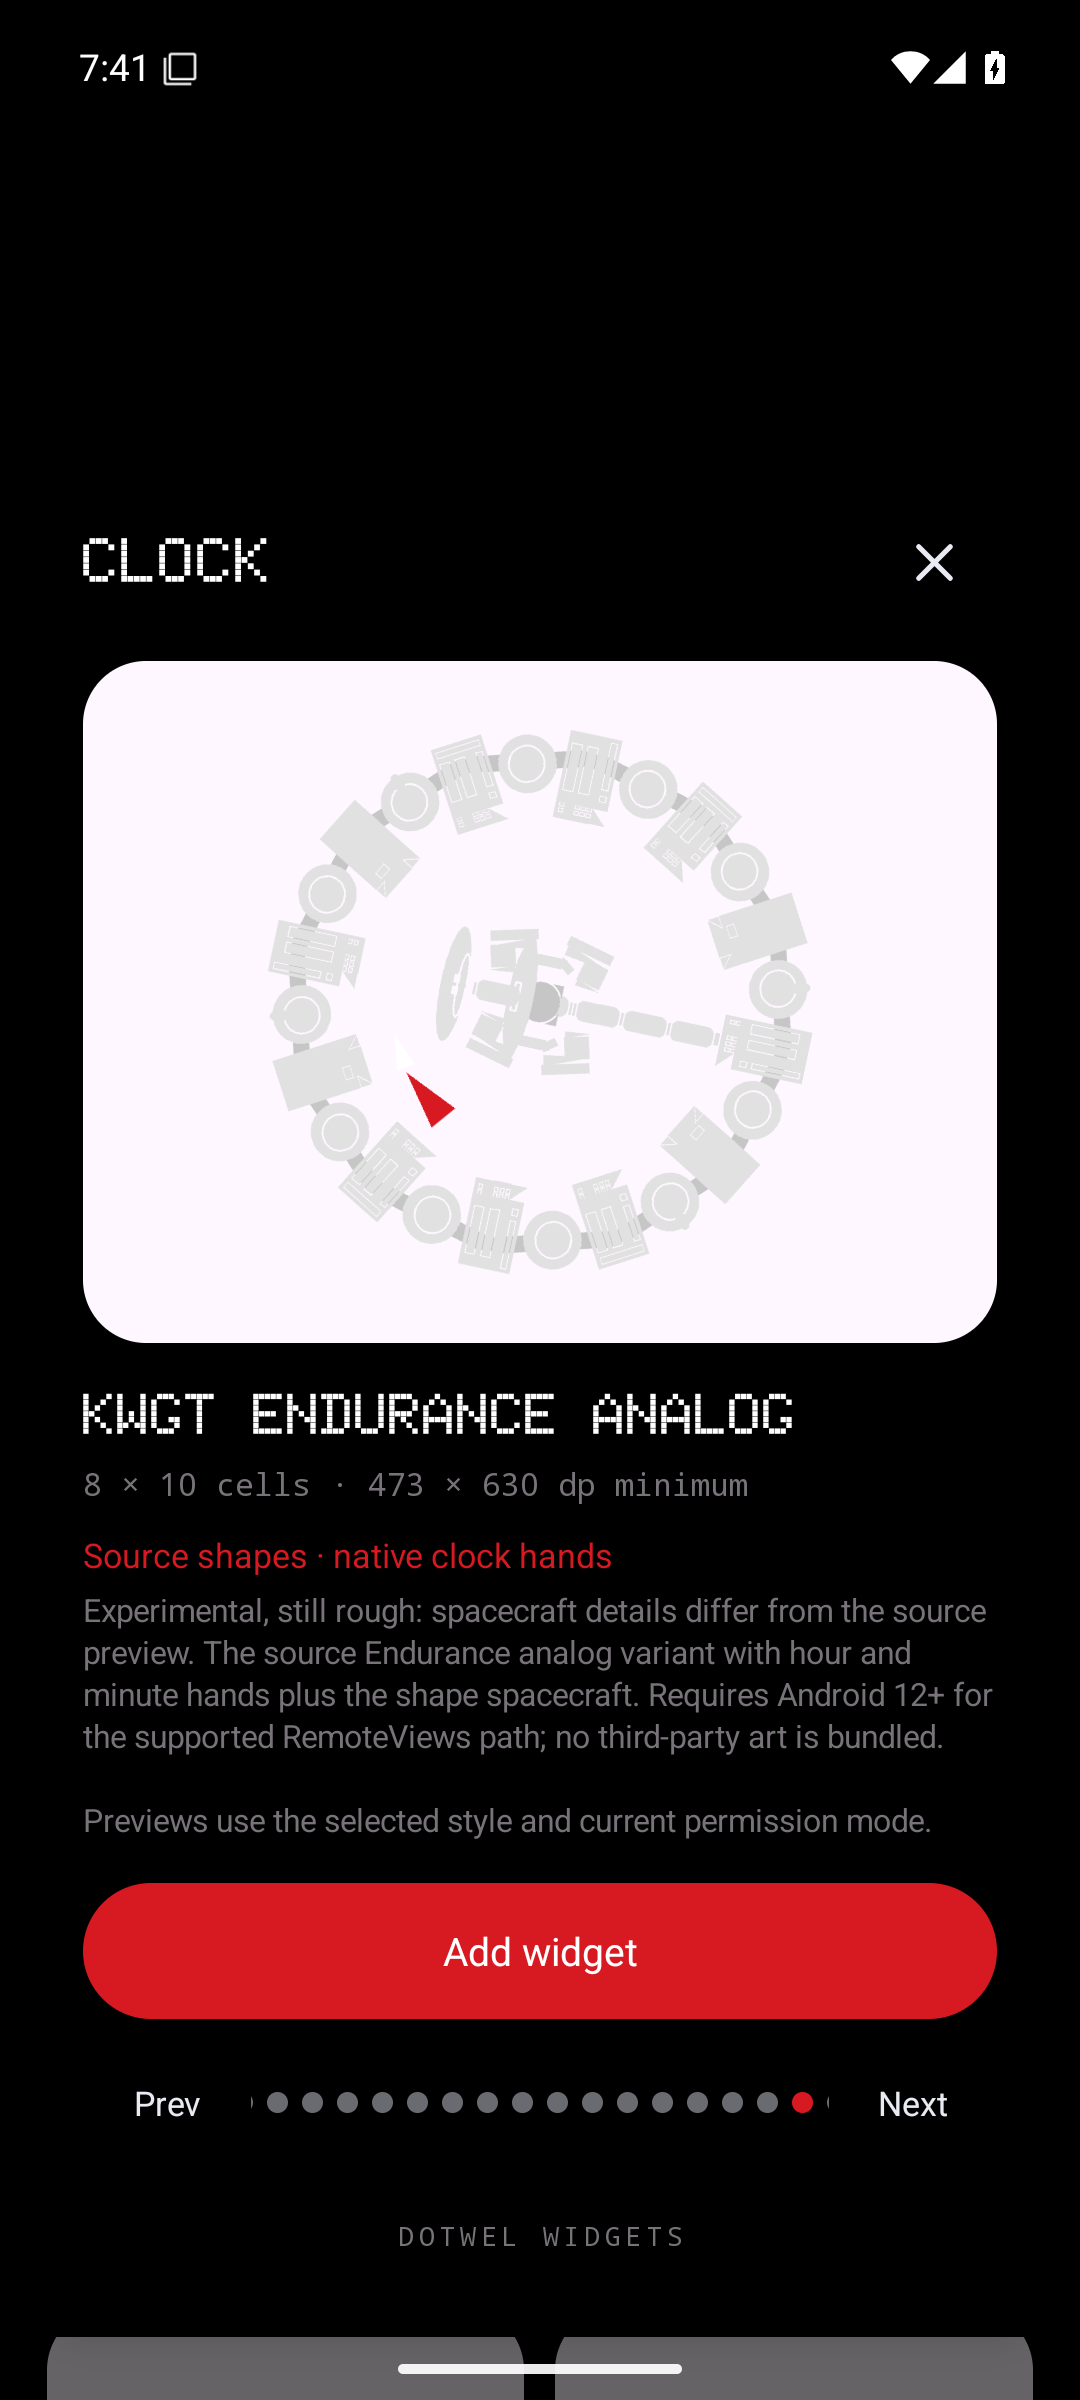 7:41
CLOCK
KWGT ENDURANCE ANALOG
8 × 10 cells · 473 × 630 dp minimum
Source shapes · native clock hands
Experimental, still rough: spacecraft details differ from the source
preview. The source Endurance analog variant with hour and
minute hands plus the shape spacecraft. Requires Android 12+ for
the supported RemoteViews path; no third-party art is bundled.
Previews use the selected style and current permission mode.
Add widget
Prev
Next
DOTWEL WIDGETS